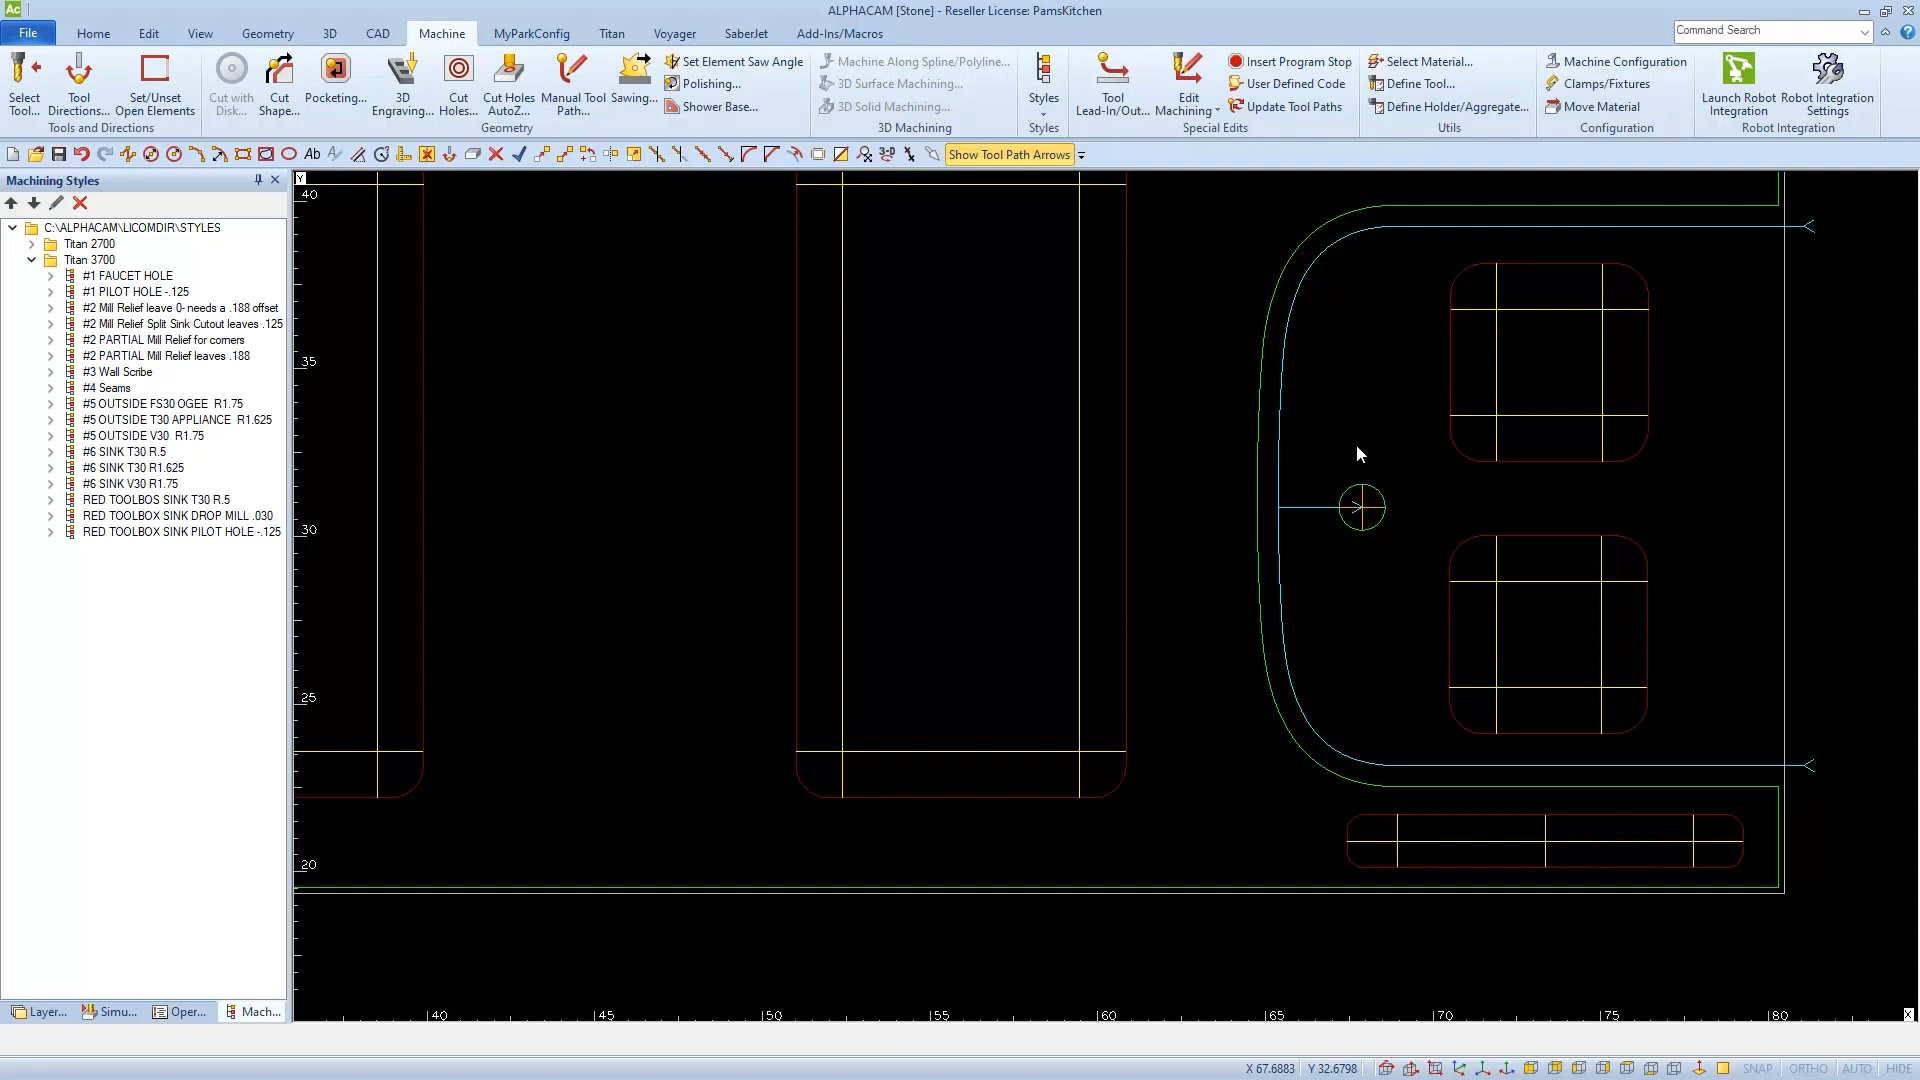 Ac
ALPHACAM [Stone] - Reseller License: PamsKitchen
File Home Edit View Geometry 3D CAD Machine MyParkConfig Titan Voyager SaberJet Add-Ins/Macros
Command Search
Select Tool...
Tool Directions...
Set/Unset Open Elements
Tools and Directions
Cut with Disk...
Cut Shape...
Pocketing...
3D Engraving...
Cut Holes...
Cut Holes AutoZ...
Manual Tool Path...
Sawing...
Set Element Saw Angle
Polishing...
Shower Base...
Geometry
Machine Along Spline/Polyline...
3D Surface Machining...
3D Solid Machining...
3D Machining
Styles
Styles
Tool Lead-In/Out...
Edit Machining
Insert Program Stop
User Defined Code
Update Tool Paths
Special Edits
Select Material...
Define Tool...
Define Holder/Aggregate...
Utils
Machine Configuration
Clamps/Fixtures
Move Material
Configuration
Launch Robot Integration
Robot Integration Settings
Robot Integration
Ab
3-D
Show Tool Path Arrows
Machining Styles
C:\ALPHACAM\LICOMDIR\STYLES
Titan 2700
Titan 3700
#1 FAUCET HOLE
#1 PILOT HOLE -.125
#2 Mill Relief leave 0- needs a .188 offset
#2 Mill Relief Split Sink Cutout leaves .125
#2 PARTIAL Mill Relief for corners
#2 PARTIAL Mill Relief leaves .188
#3 Wall Scribe
#4 Seams
#5 OUTSIDE FS30 OGEE  R1.75
#5 OUTSIDE T30 APPLIANCE  R1.625
#5 OUTSIDE V30  R1.75
#6 SINK T30 R.5
#6 SINK T30 R1.625
#6 SINK V30 R1.75
RED TOOLBOS SINK T30 R.5
RED TOOLBOX SINK DROP MILL .030
RED TOOLBOX SINK PILOT HOLE -.125
Layer... Simu... Oper... Mach...
Y
40
35
30
25
20
40 45 50 55 60 65 70 75 80 X
X 67.6883 Y 32.6798 SNAP ORTHO AUTO HIDE